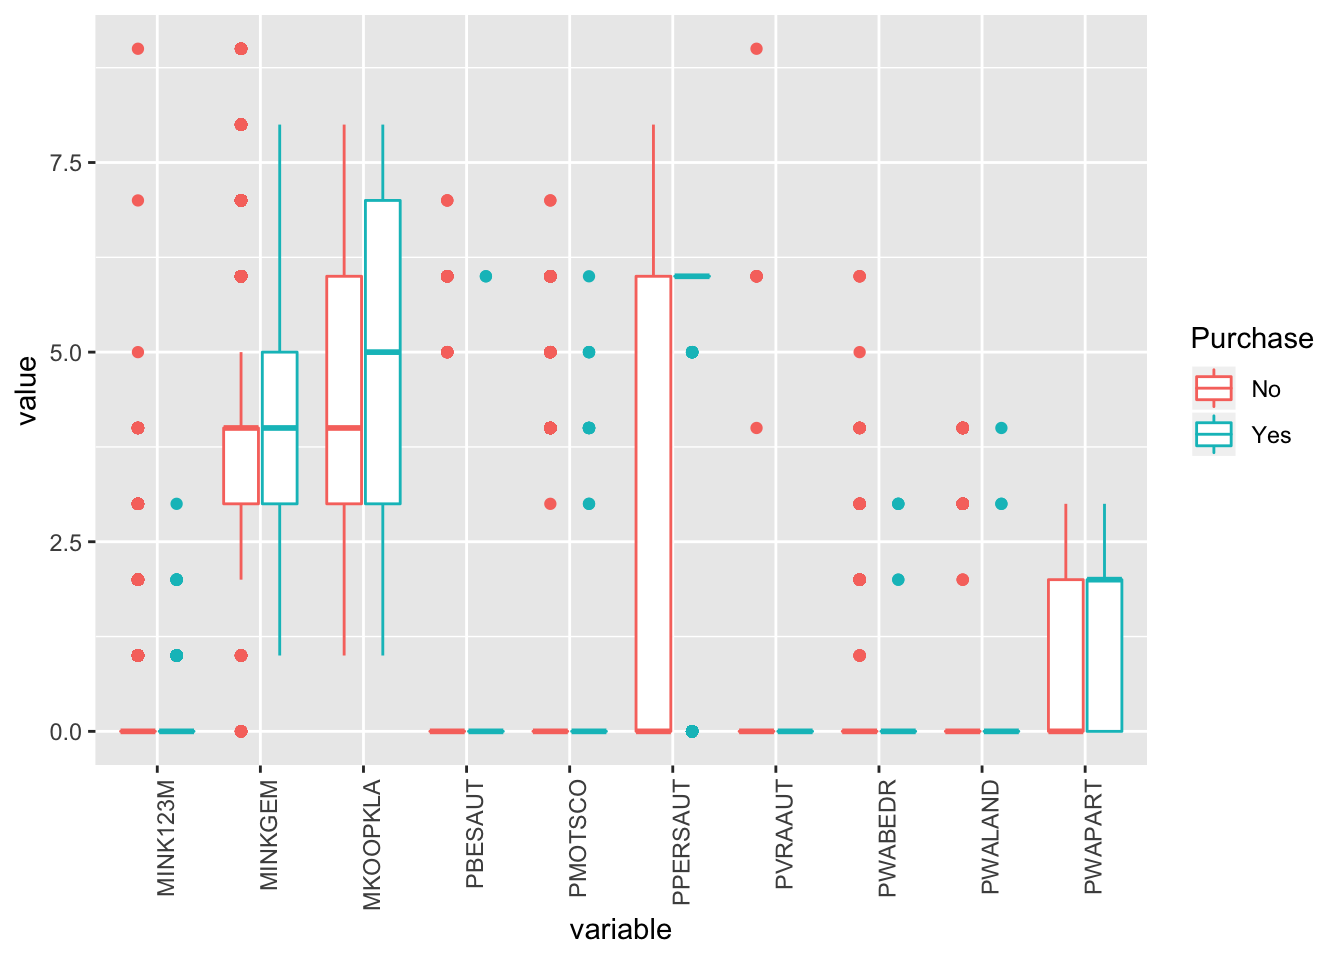 7.5
5.0
2.5
0.0
value
MINK123M
MINKGEM
MKOOPKLA
PBESAUT
PMOTSCO
PPERSAUT
PVRAAUT
PWABEDR
PWALAND
PWAPART
variable
Purchase
No
Yes